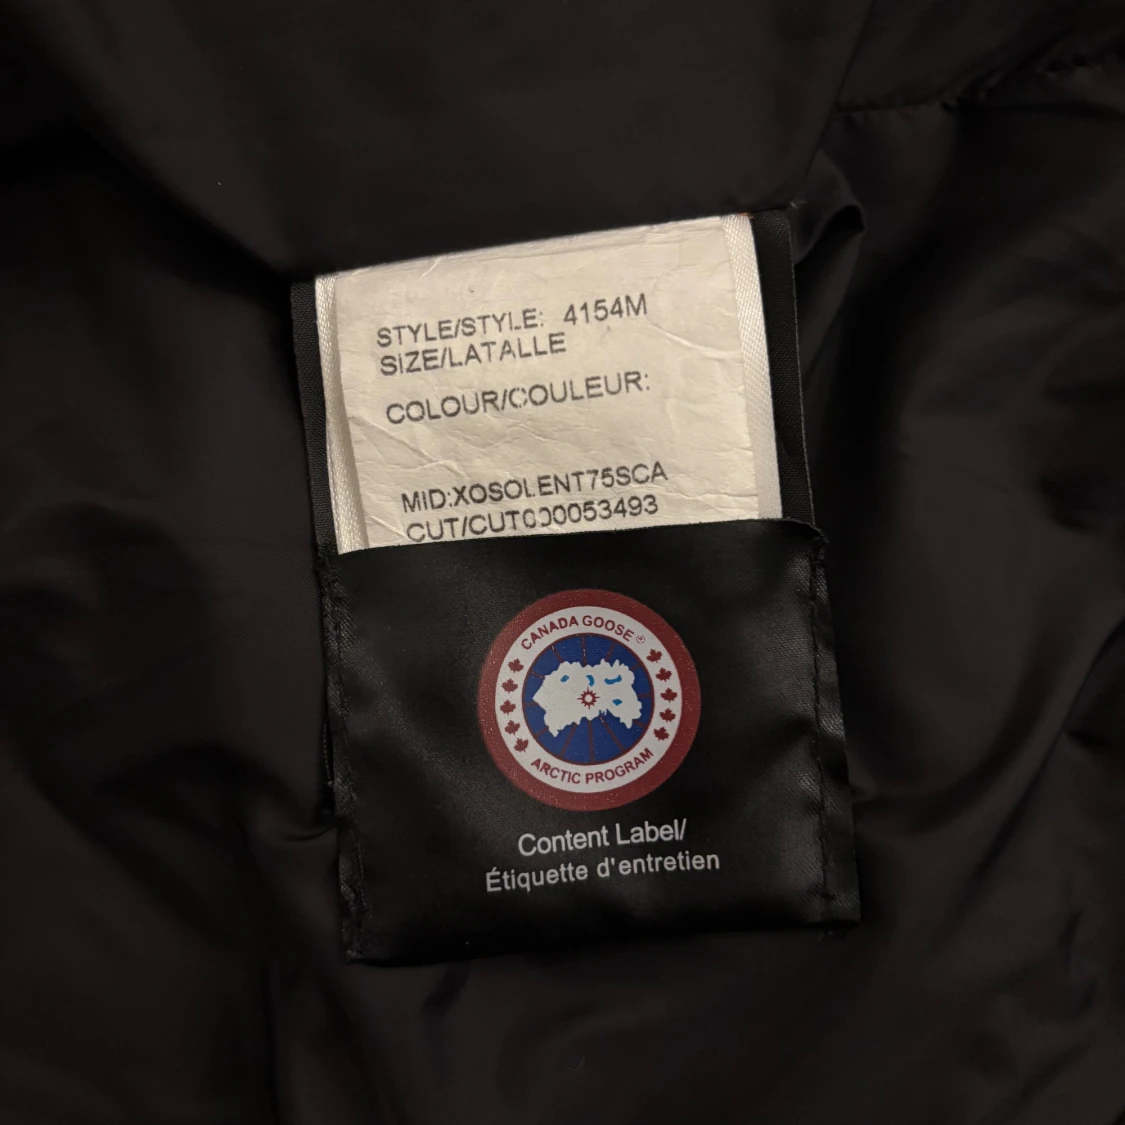 STYLE/STYLE: 4154M
SIZE/LATALLE
COLOUR/COULEUR:
MID:XOSOLENT75SCA
CUT/CUT000053493
CANADA GOOSE ®
ARCTIC PROGRAM
Content Label/
Étiquette d'entretien